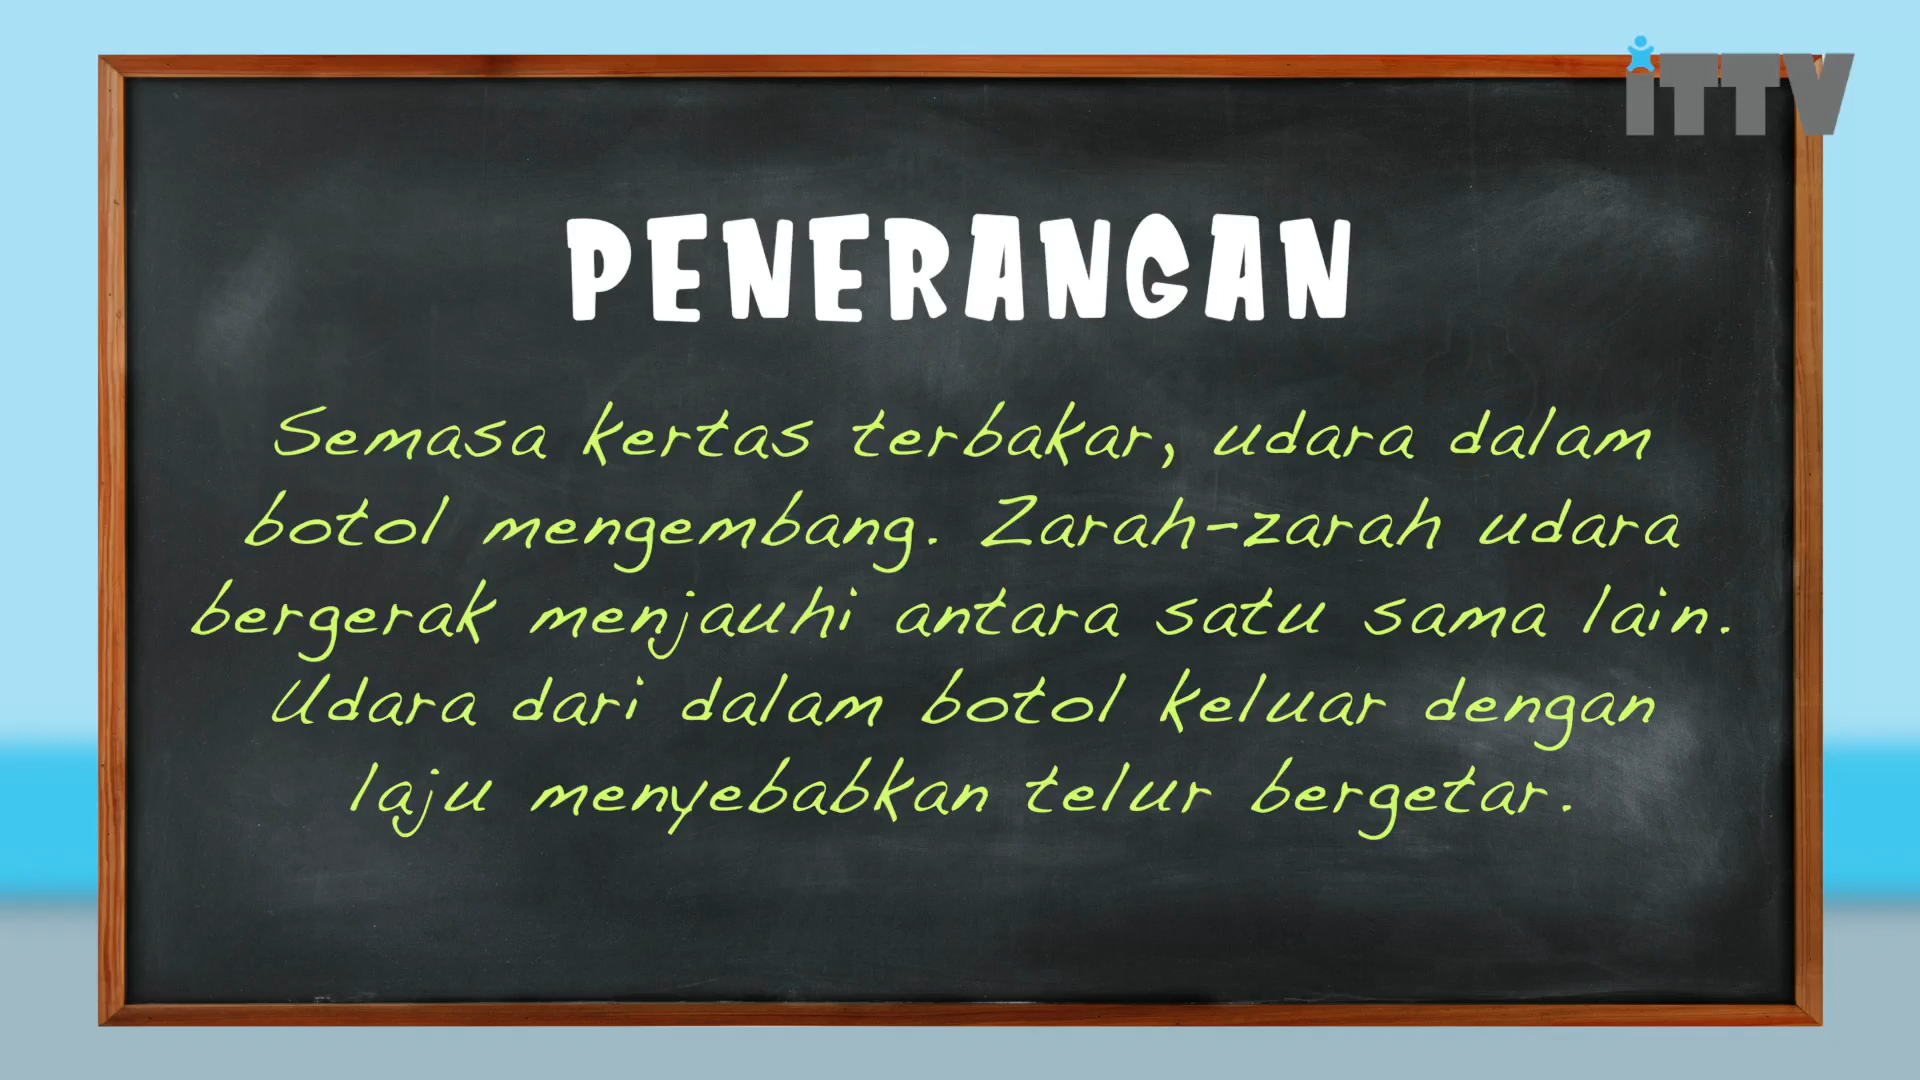 iTTV
PENERANGAN
Semasa kertas terbakar, udara dalam
botol mengembang. Zarah-zarah udara
bergerak menjauhi antara satu sama lain.
Udara dari dalam botol keluar dengan
laju menyebabkan telur bergetar.